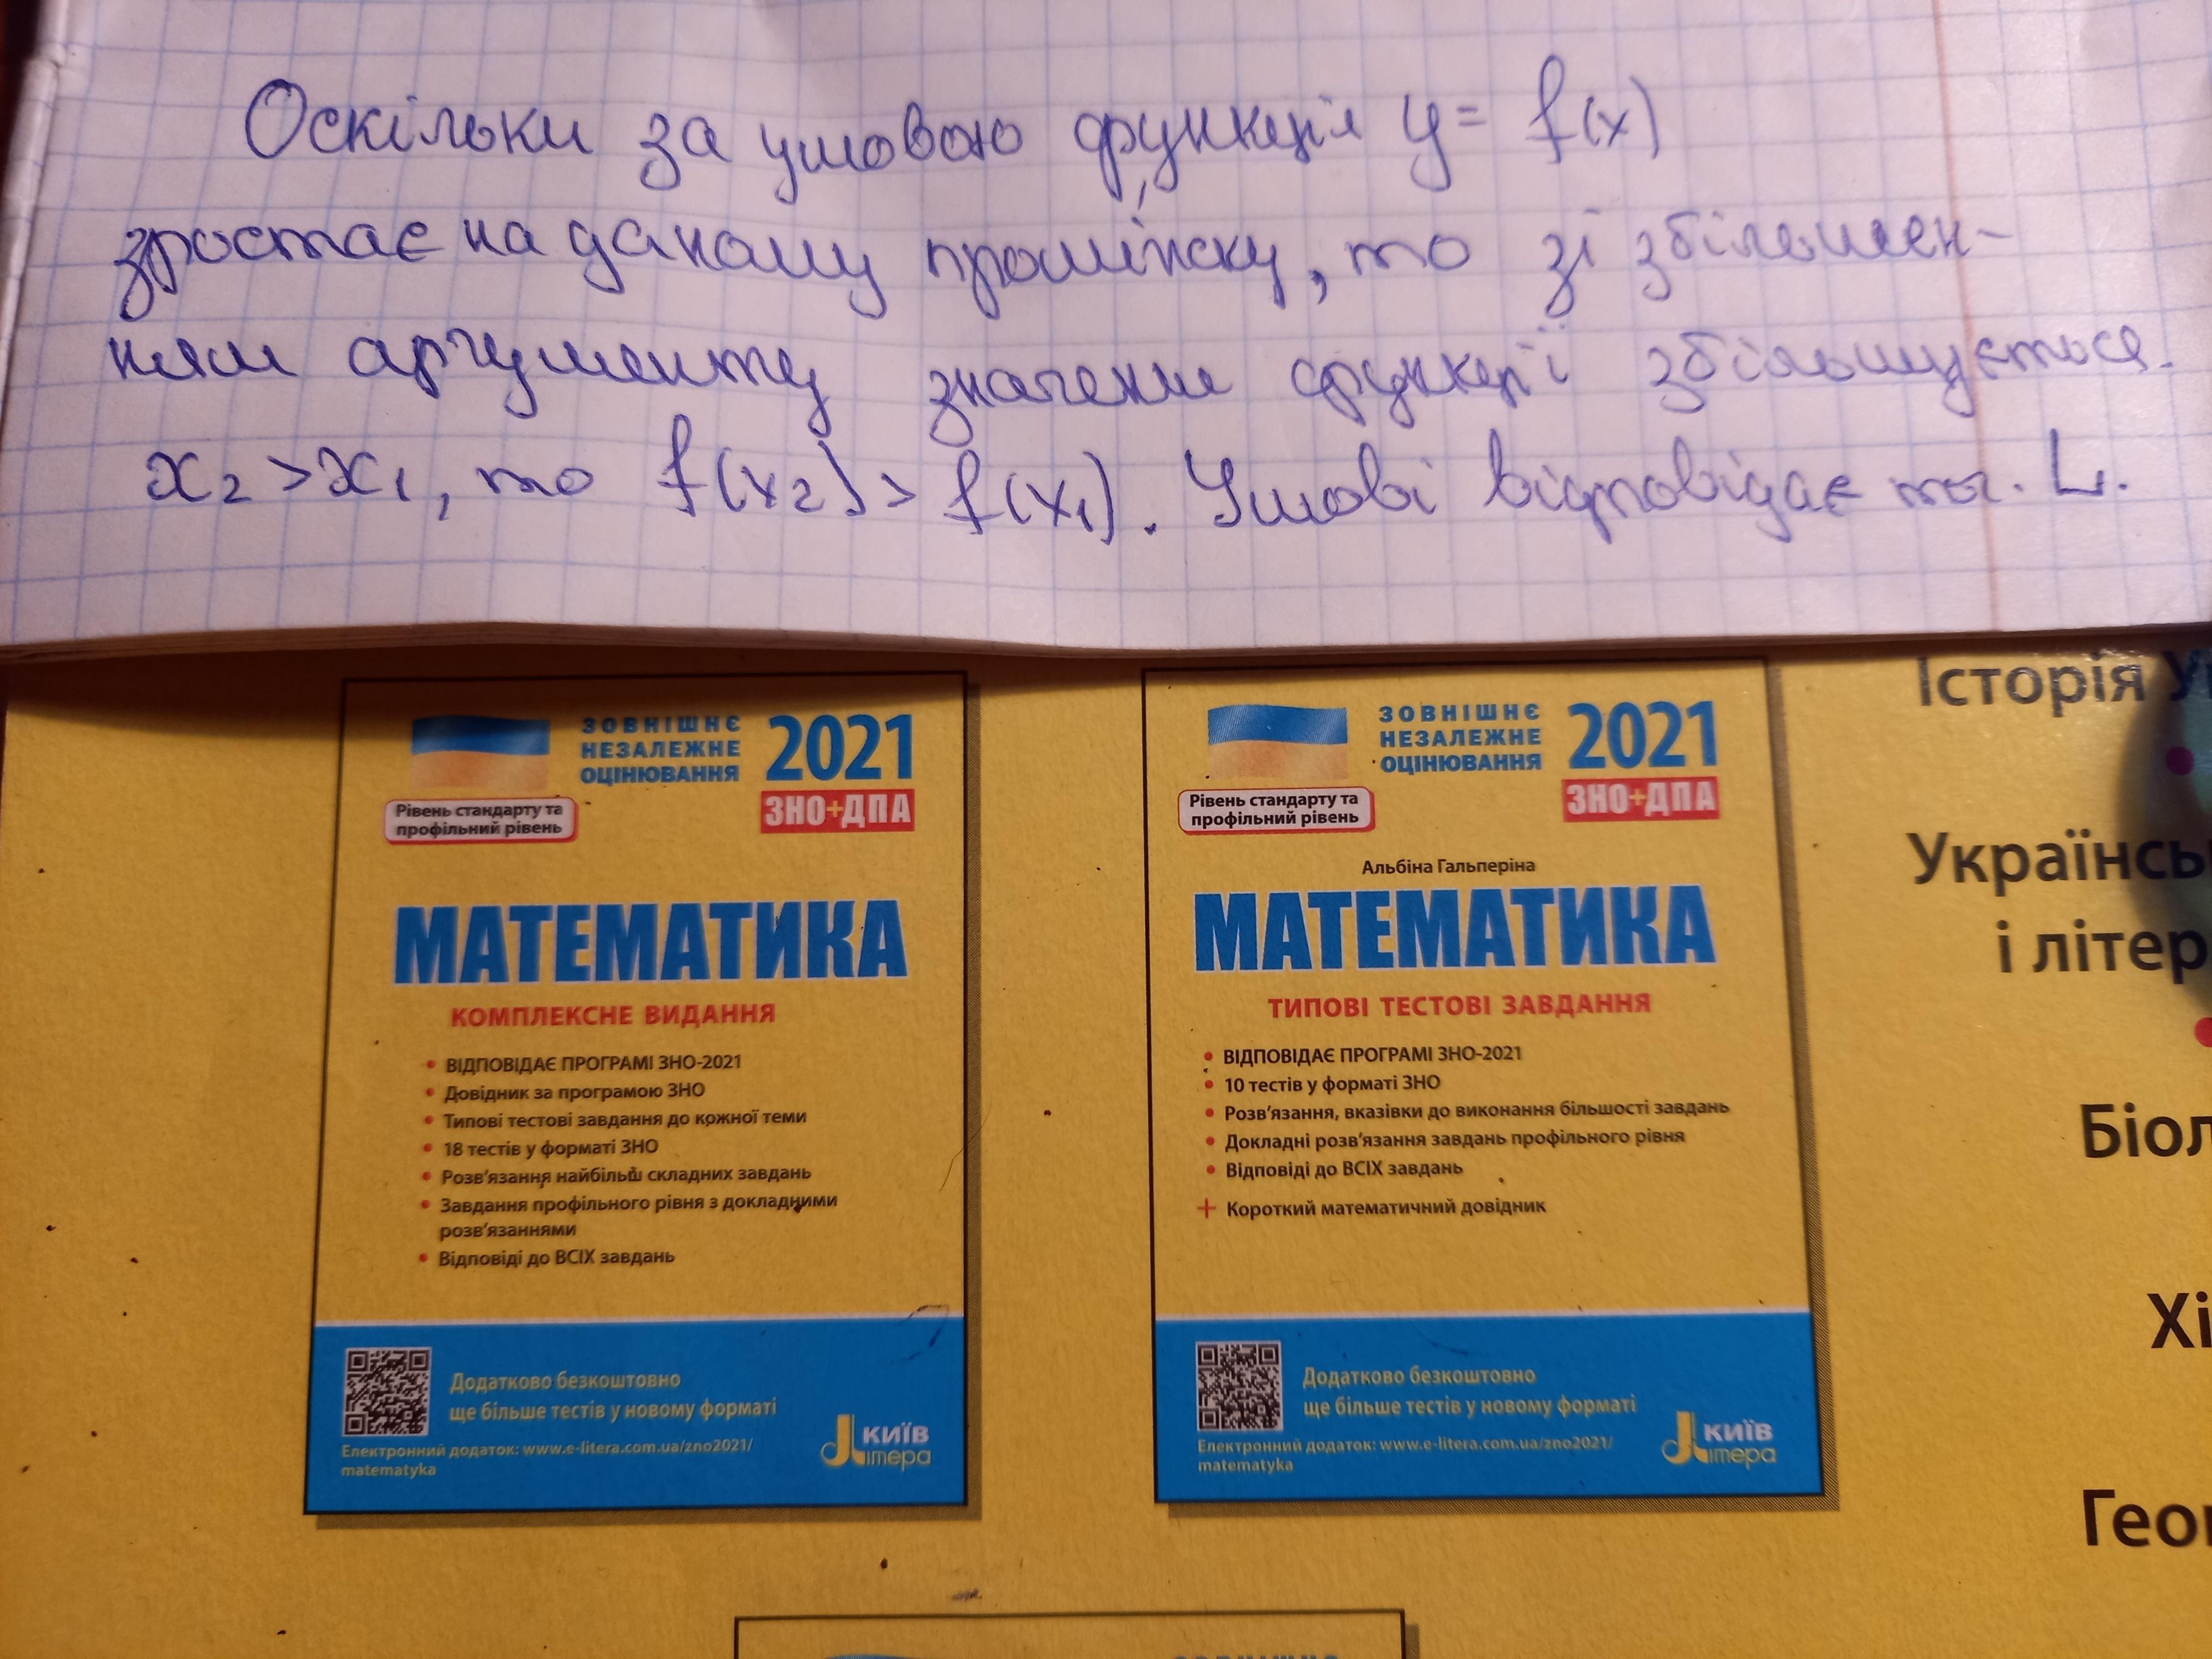 Оскільки за умовою функція y = f(x)
зростає на даному проміжку, то зі збільшен-
ням аргументу значення функції збільшується.
x₂ > x₁, то f(x₂) > f(x₁). Умові відповідає т. L.
ЗОВНІШНЄ
НЕЗАЛЕЖНЕ
ОЦІНЮВАННЯ
2021
ЗНО+ДПА
Рівень стандарту та
профільний рівень
МАТЕМАТИКА
КОМПЛЕКСНЕ ВИДАННЯ
• ВІДПОВІДАЄ ПРОГРАМІ ЗНО-2021
• Довідник за програмою ЗНО
• Типові тестові завдання до кожної теми
• 18 тестів у форматі ЗНО
• Розв'язання найбільш складних завдань
• Завдання профільного рівня з докладними
розв'язаннями
• Відповіді до ВСІХ завдань
Додатково безкоштовно
ще більше тестів у новому форматі
Електронний додаток: www.e-litera.com.ua/zno2021/
matematyka
КИЇВ
Літера
ЗОВНІШНЄ
НЕЗАЛЕЖНЕ
ОЦІНЮВАННЯ
2021
ЗНО+ДПА
Рівень стандарту та
профільний рівень
Альбіна Гальперіна
МАТЕМАТИКА
ТИПОВІ ТЕСТОВІ ЗАВДАННЯ
• ВІДПОВІДАЄ ПРОГРАМІ ЗНО-2021
• 10 тестів у форматі ЗНО
• Розв'язання, вказівки до виконання більшості завдань
• Докладні розв'язання завдань профільного рівня
• Відповіді до ВСІХ завдань
+ Короткий математичний довідник
Додатково безкоштовно
ще більше тестів у новому форматі
Електронний додаток: www.e-litera.com.ua/zno2021/
matematyka
КИЇВ
Літера
Історія У
Українсь
і літер
Біол
Хі
Геог